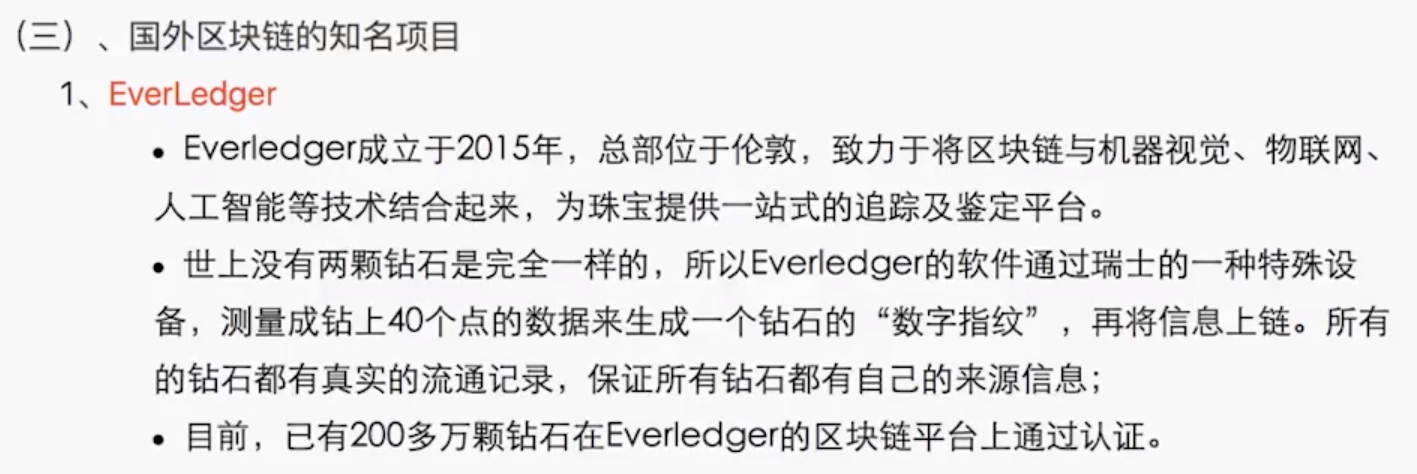 （三）、国外区块链的知名项目
1、EverLedger
• Everledger成立于2015年，总部位于伦敦，致力于将区块链与机器视觉、物联网、
人工智能等技术结合起来，为珠宝提供一站式的追踪及鉴定平台。
• 世上没有两颗钻石是完全一样的，所以Everledger的软件通过瑞士的一种特殊设
备，测量成钻上40个点的数据来生成一个钻石的“数字指纹”，再将信息上链。所有
的钻石都有真实的流通记录，保证所有钻石都有自己的来源信息；
• 目前，已有200多万颗钻石在Everledger的区块链平台上通过认证。